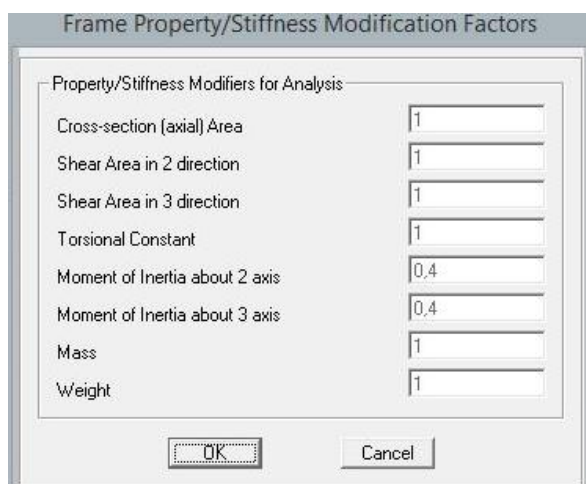 Frame Property/Stiffness Modification Factors
Property/Stiffness Modifiers for Analysis
Cross-section (axial) Area 1
Shear Area in 2 direction 1
Shear Area in 3 direction 1
Torsional Constant 1
Moment of Inertia about 2 axis 0,4
Moment of Inertia about 3 axis 0,4
Mass 1
Weight 1
OK Cancel